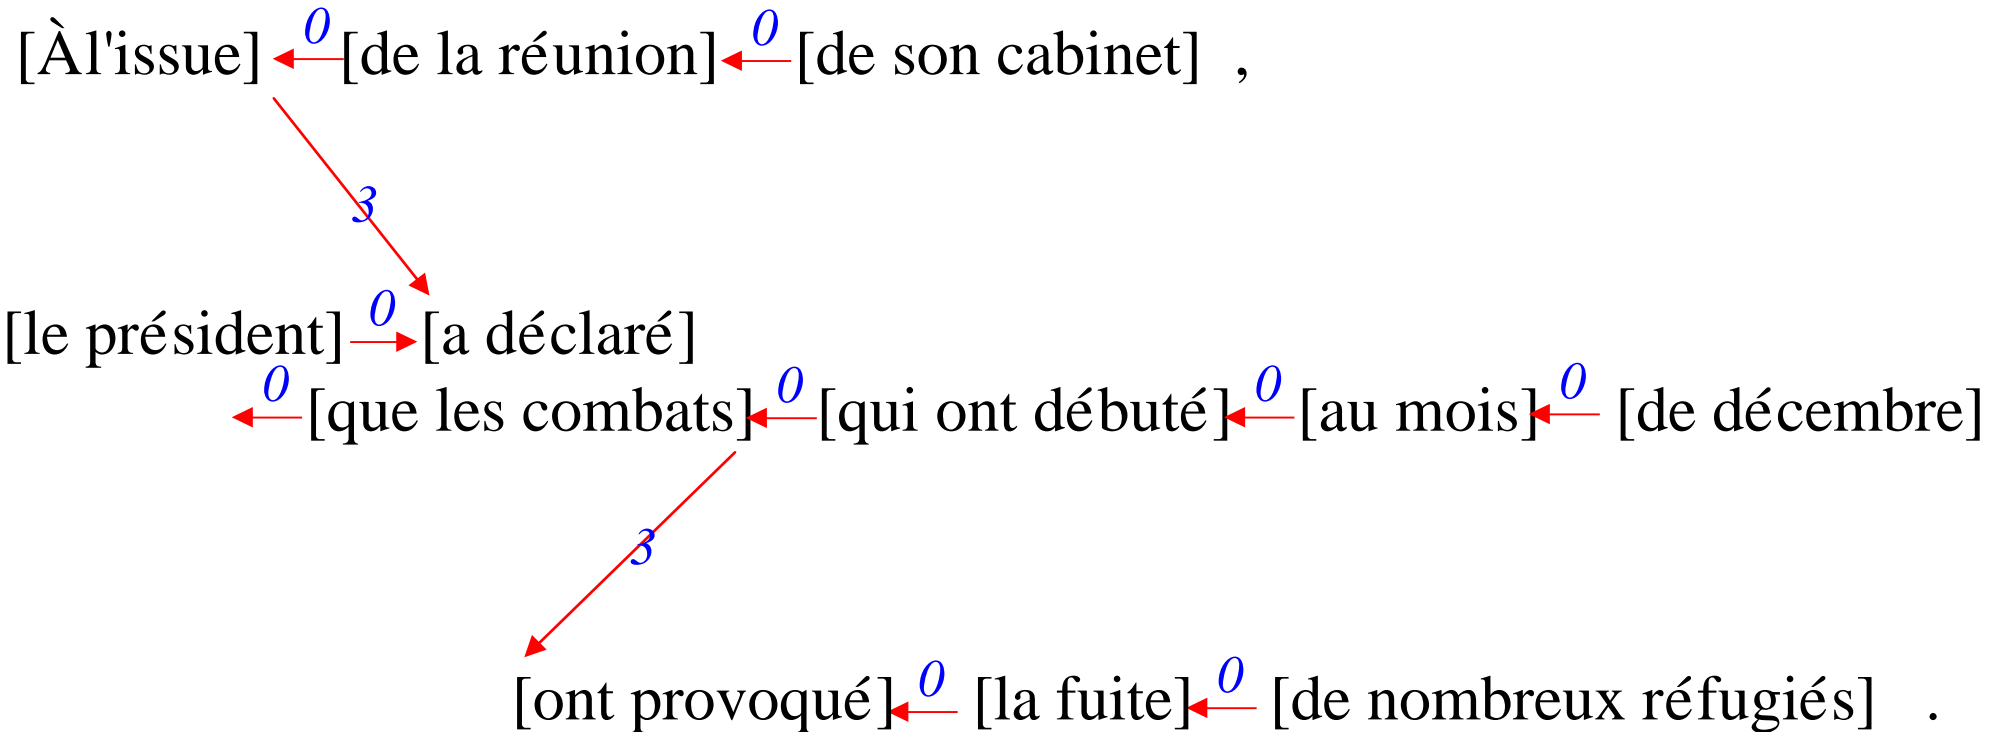 0 0
[Àl'issue] [de la réunion] [de son cabinet] ,
3
0
[le président] [a déclaré]
0 0 0 0
[que les combats] [qui ont débuté] [au mois] [de décembre]
3
0 0
[ont provoqué] [la fuite] [de nombreux réfugiés] .